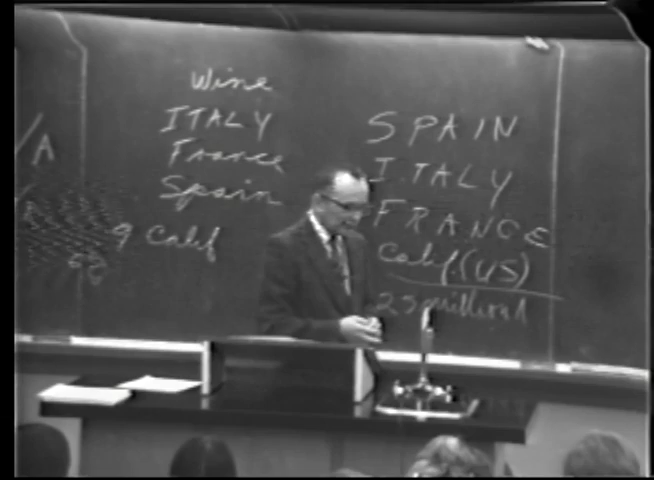 /A
Wine
ITALY
France
Spain
9 Calif
SPAIN
ITALY
FRANCE
Calif.(US)
25 million